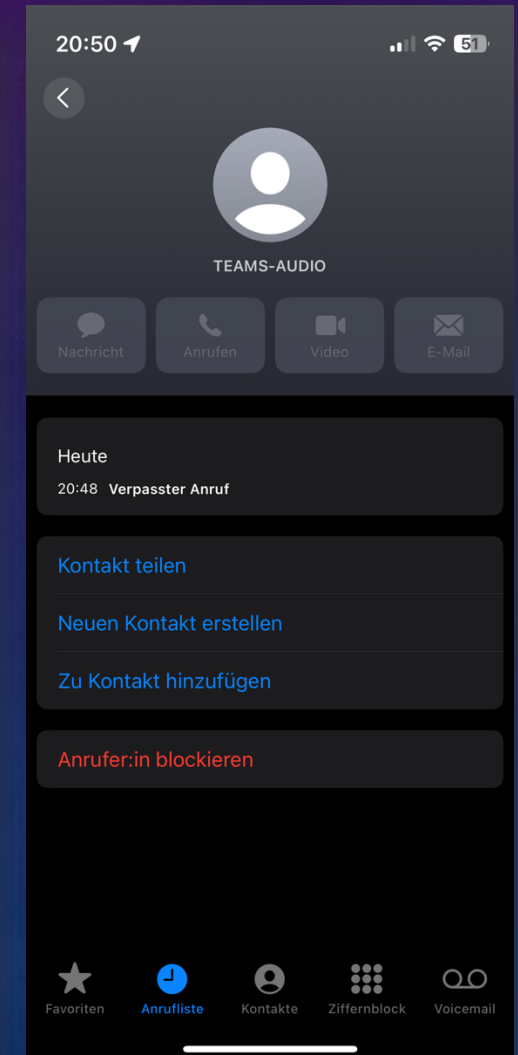 20:50
51
TEAMS-AUDIO
Nachricht Anrufen Video E-Mail
Heute
20:48 Verpasster Anruf
Kontakt teilen
Neuen Kontakt erstellen
Zu Kontakt hinzufügen
Anrufer:in blockieren
Favoriten Anrufliste Kontakte Ziffernblock Voicemail